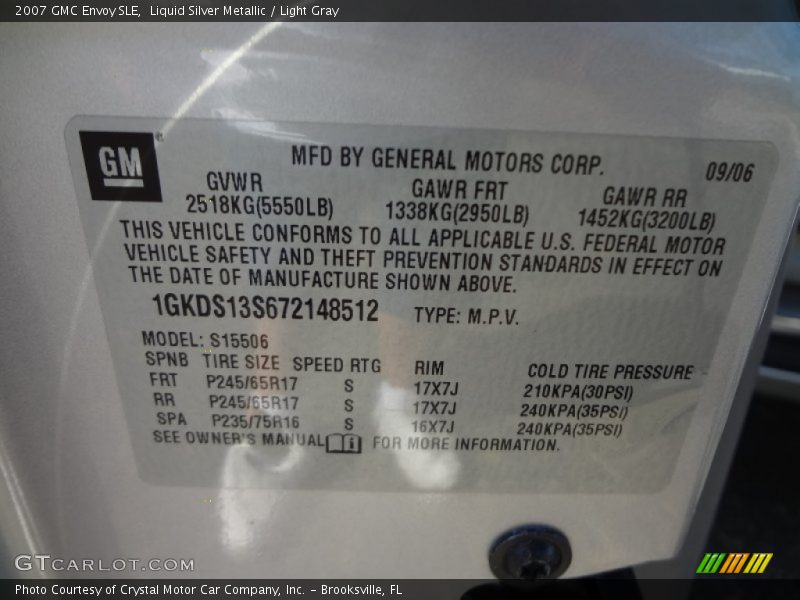 2007 GMC Envoy SLE,  Liquid Silver Metallic / Light Gray
GM
MFD BY GENERAL MOTORS CORP.
09/06
GVWR GAWR FRT GAWR RR
2518KG(5550LB) 1338KG(2950LB) 1452KG(3200LB)
THIS VEHICLE CONFORMS TO ALL APPLICABLE U.S. FEDERAL MOTOR
VEHICLE SAFETY AND THEFT PREVENTION STANDARDS IN EFFECT ON
THE DATE OF MANUFACTURE SHOWN ABOVE.
1GKDS13S672148512 TYPE: M.P.V.
MODEL: S15506
SPNB TIRE SIZE SPEED RTG RIM COLD TIRE PRESSURE
FRT P245/65R17 S 17X7J 210KPA(30PSI)
RR P245/65R17 S 17X7J 240KPA(35PSI)
SPA P235/75R16 S 16X7J 240KPA(35PSI)
SEE OWNER'S MANUAL FOR MORE INFORMATION.
GTCARLOT.COM
Photo Courtesy of Crystal Motor Car Company, Inc. – Brooksville, FL